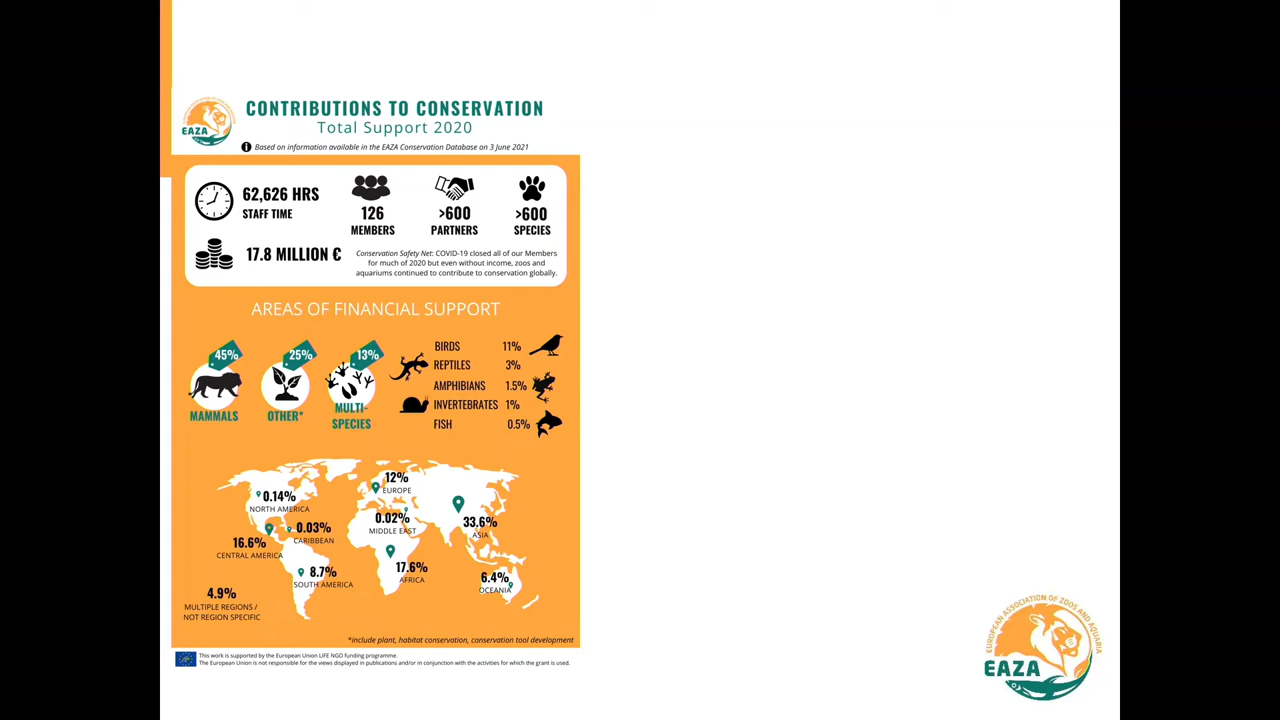 CONTRIBUTIONS TO CONSERVATION
Total Support 2020
EAZA
Based on information available in the EAZA Conservation Database on 3 June 2021
62,626 HRS
STAFF TIME
126
MEMBERS
>600
PARTNERS
>600
SPECIES
17.8 MILLION €
Conservation Safety Net: COVID-19 closed all of our Members
for much of 2020 but even without income, zoos and
aquariums continued to contribute to conservation globally.
AREAS OF FINANCIAL SUPPORT
45%
MAMMALS
25%
OTHER*
13%
MULTI-
SPECIES
BIRDS 11%
REPTILES 3%
AMPHIBIANS 1.5%
INVERTEBRATES 1%
FISH 0.5%
12%
EUROPE
0.14%
NORTH AMERICA
0.02%
MIDDLE EAST
33.6%
ASIA
0.03%
CARIBBEAN
16.6%
CENTRAL AMERICA
8.7%
SOUTH AMERICA
17.6%
AFRICA
6.4%
OCEANIA
4.9%
MULTIPLE REGIONS /
NOT REGION SPECIFIC
*include plant, habitat conservation, conservation tool development
This work is supported by the European Union LIFE NGO funding programme.
The European Union is not responsible for the views displayed in publications and/or in conjunction with the activities for which the grant is used.
EUROPEAN ASSOCIATION OF ZOOS AND AQUARIA
EAZA